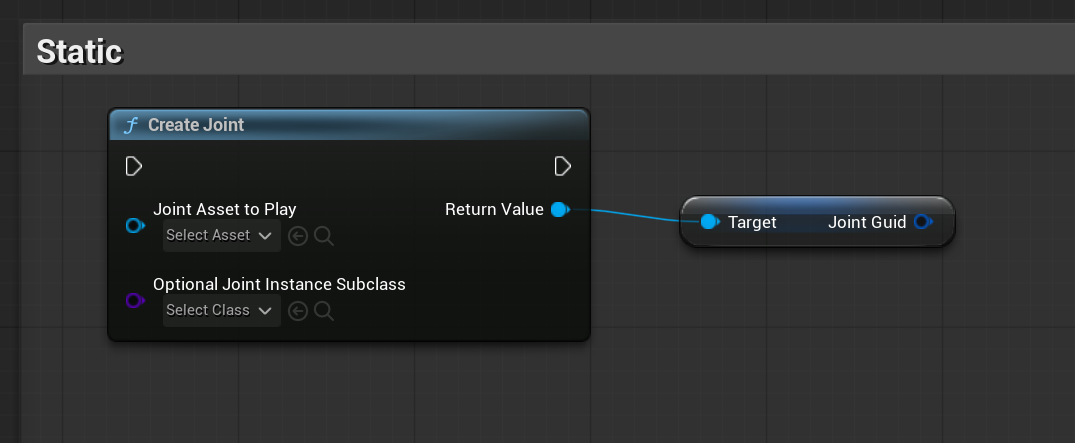 Static
Create Joint
Joint Asset to Play
Return Value
Select Asset
Target
Joint Guid
Optional Joint Instance Subclass
Select Class